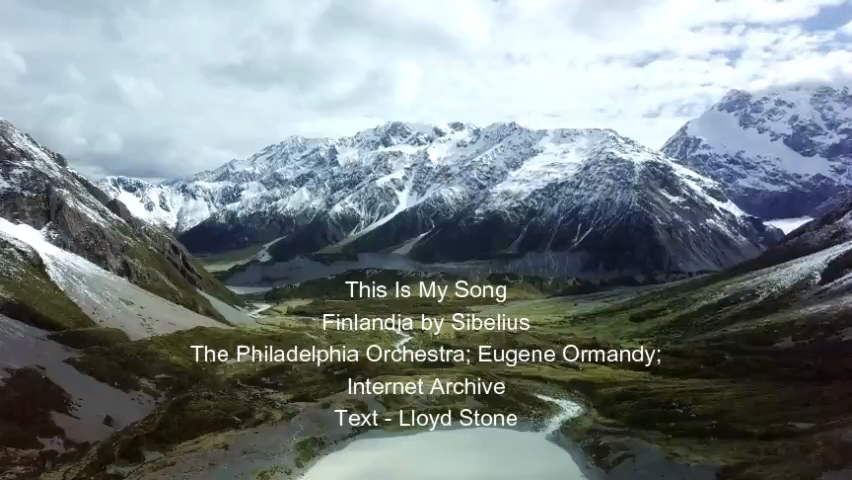 This Is My Song
Finlandia by Sibelius
The Philadelphia Orchestra; Eugene Ormandy;
Internet Archive
Text - Lloyd Stone